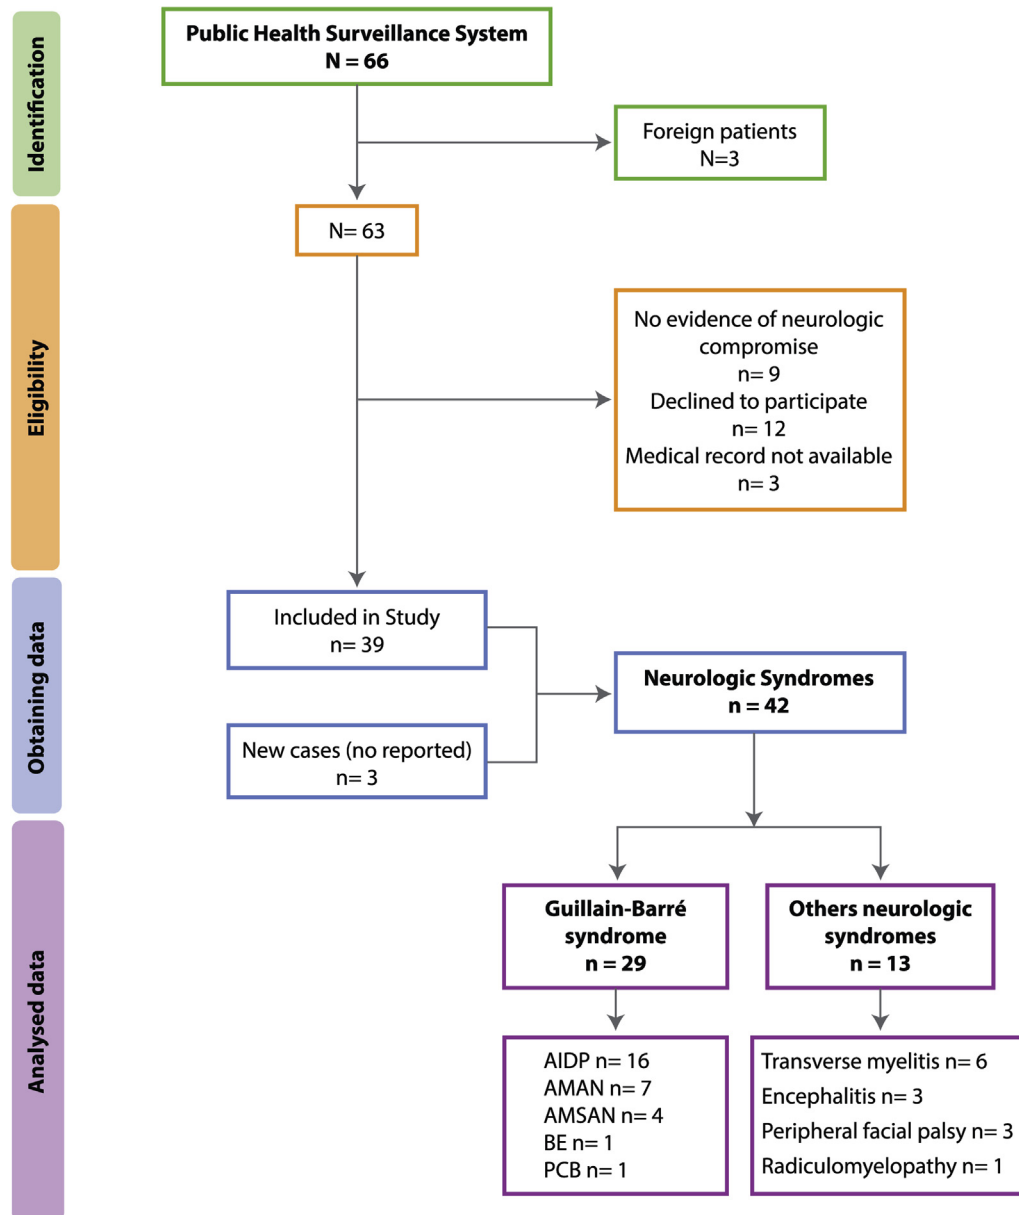 Identification
Public Health Surveillance System
N = 66
Foreign patients
N=3
Eligibility
N= 63
No evidence of neurologic
compromise
n= 9
Declined to participate
n= 12
Medical record not available
n= 3
Obtaining data
Included in Study
n= 39
New cases (no reported)
n= 3
Neurologic Syndromes
n = 42
Analysed data
Guillain-Barré
syndrome
n = 29
Others neurologic
syndromes
n = 13
AIDP n= 16
AMAN n= 7
AMSAN n= 4
BE n= 1
PCB n= 1
Transverse myelitis n= 6
Encephalitis n= 3
Peripheral facial palsy n= 3
Radiculomyelopathy n= 1